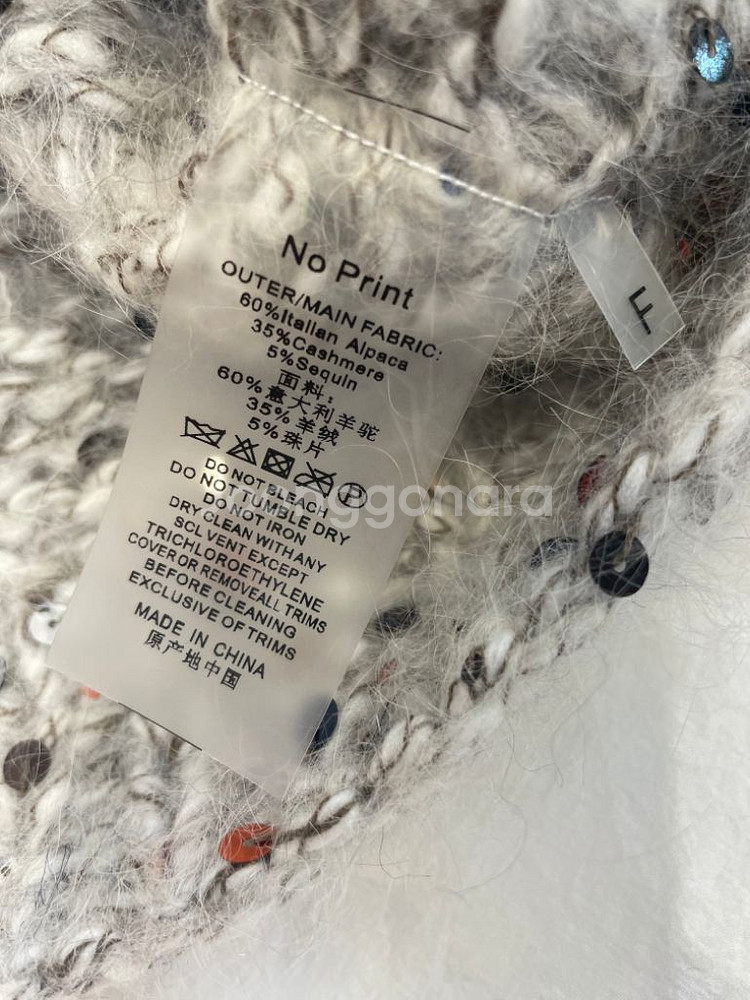 No Print
OUTER/MAIN FABRIC:
60%Italian Alpaca
35%Cashmere
5%Sequin
面料:
60%意大利羊驼
35%羊绒
5%珠片
P
DO NOT BLEACH
DO NOT TUMBLE DRY
DO NOT IRON
DRY CLEAN WITH ANY
SCLVENT EXCEPT
TRICHLOROETHYLENE
COVER OR REMOVEALL TRIMS
BEFORE CLEANING
EXCLUSIVE OF TRIMS
MADE IN CHINA
原产地中国
F